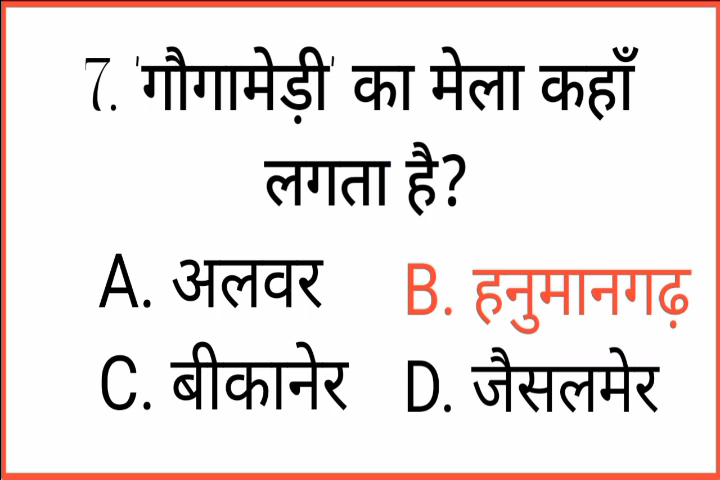 7. 'गौगामेड़ी' का मेला कहाँ
लगता है?
A. अलवर B. हनुमानगढ़
C. बीकानेर D. जैसलमेर